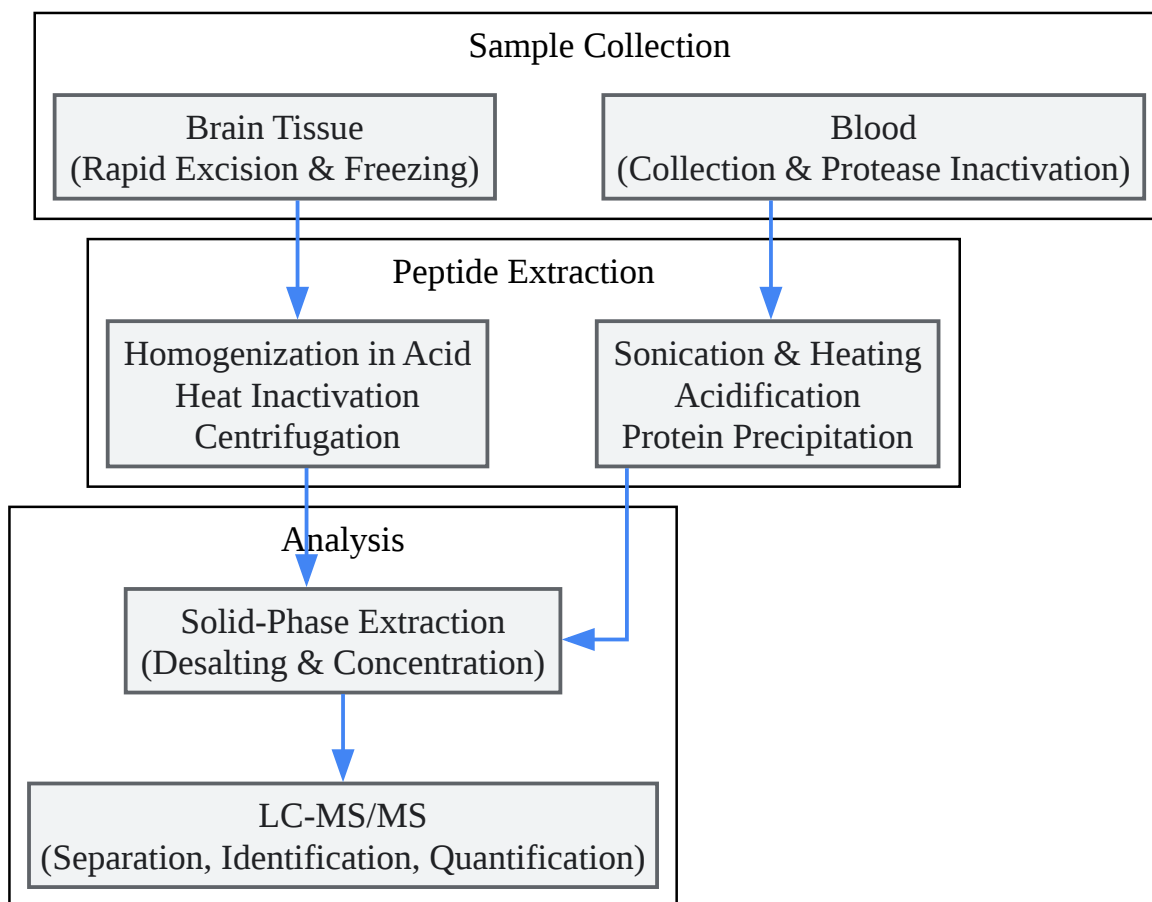 Sample Collection
Brain Tissue
(Rapid Excision & Freezing)
Blood
(Collection & Protease Inactivation)
Peptide Extraction
Homogenization in Acid
Heat Inactivation
Centrifugation
Sonication & Heating
Acidification
Protein Precipitation
Analysis
Solid-Phase Extraction
(Desalting & Concentration)
LC-MS/MS
(Separation, Identification, Quantification)